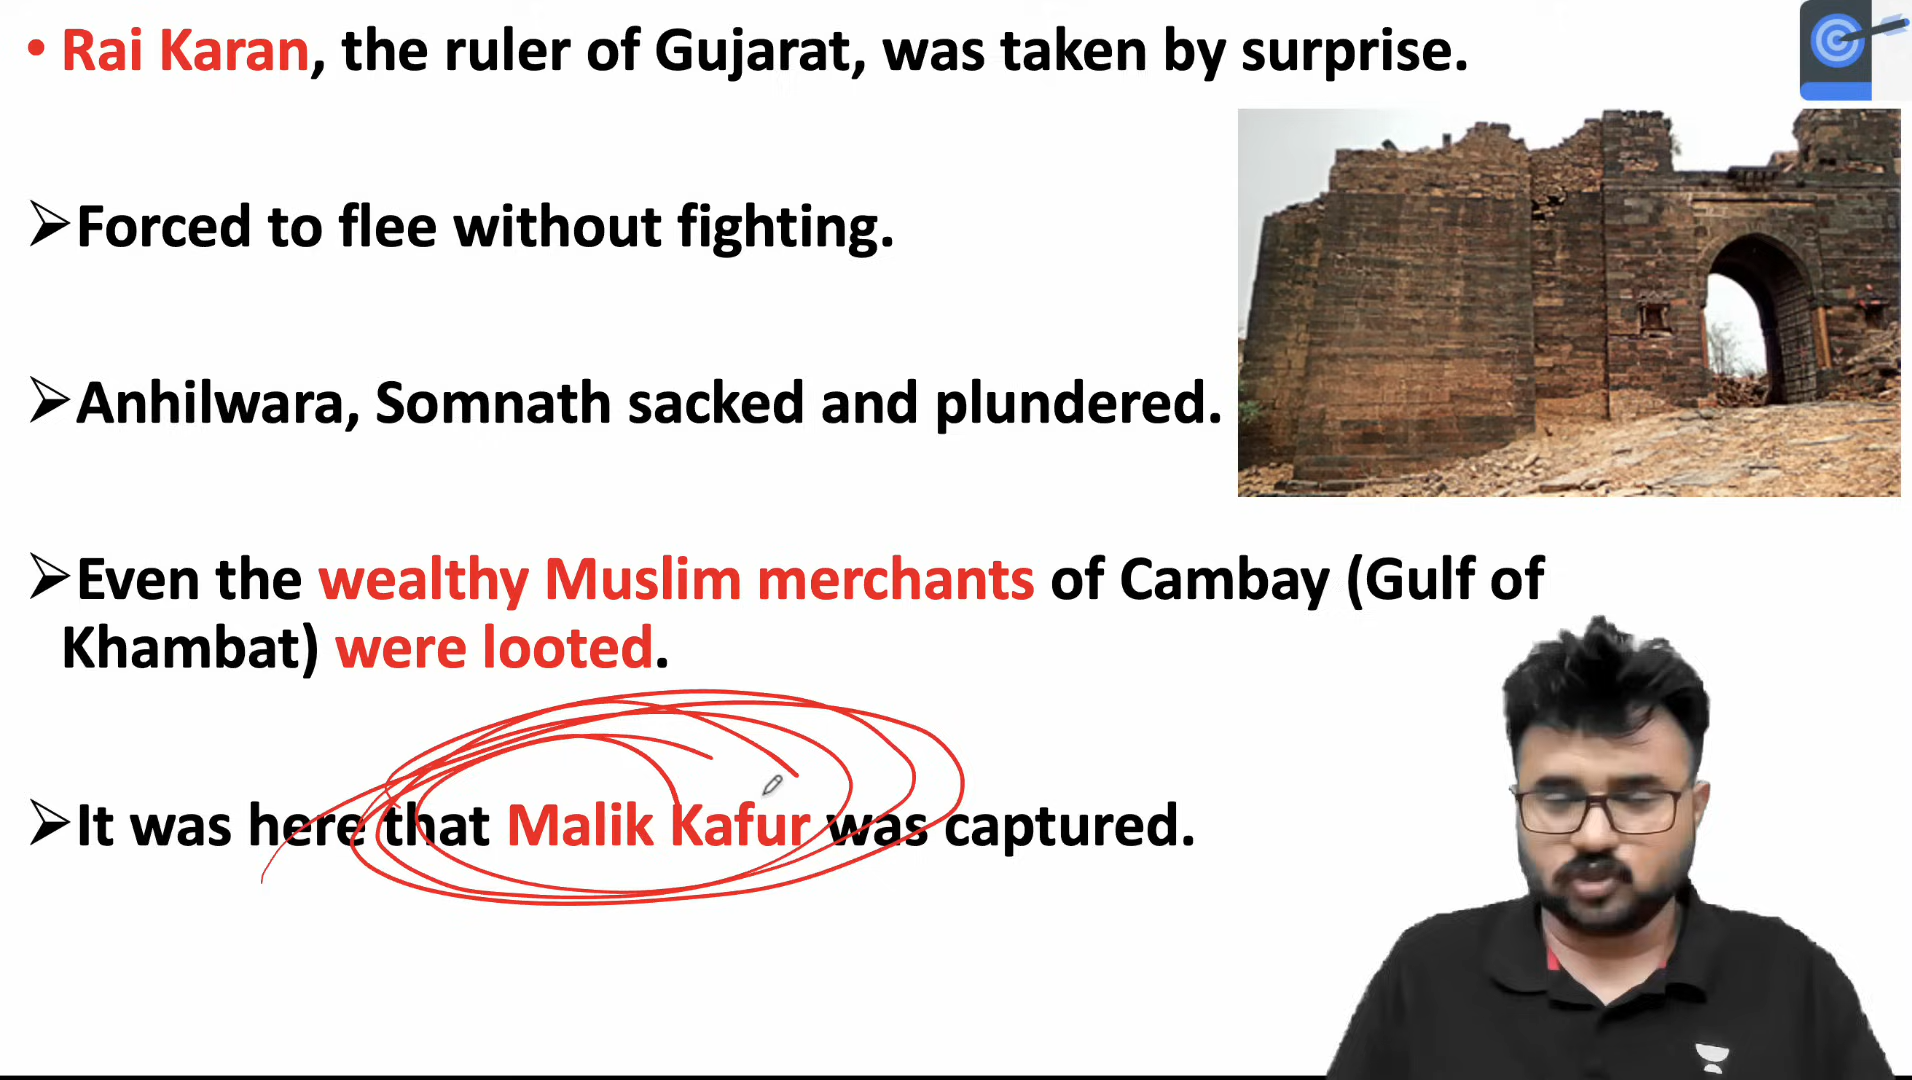 • Rai Karan, the ruler of Gujarat, was taken by surprise.
➢Forced to flee without fighting.
➢Anhilwara, Somnath sacked and plundered.
➢Even the wealthy Muslim merchants of Cambay (Gulf of
Khambat) were looted.
➢It was here that Malik Kafur was captured.